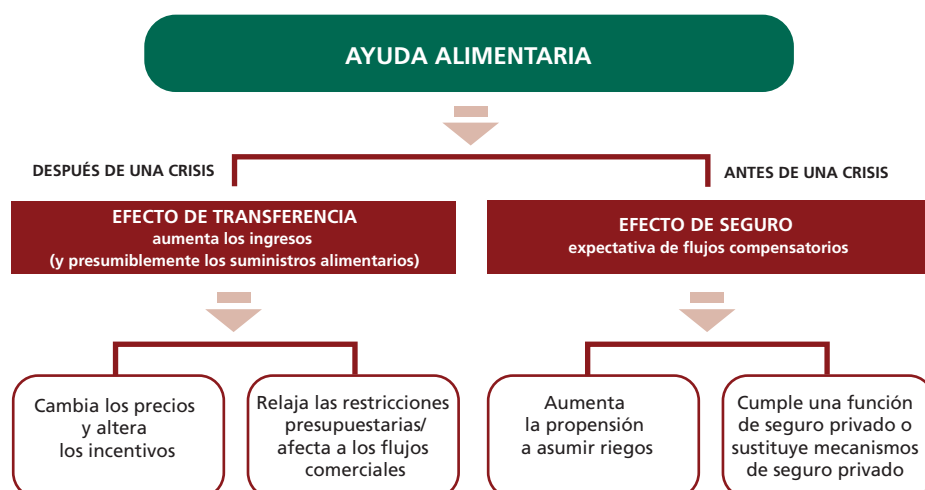 AYUDA ALIMENTARIA
DESPUÉS DE UNA CRISIS
ANTES DE UNA CRISIS
EFECTO DE TRANSFERENCIA
aumenta los ingresos
(y presumiblemente los suministros alimentarios)
EFECTO DE SEGURO
expectativa de flujos compensatorios
Cambia los precios
y altera
los incentivos
Relaja las restricciones
presupuestarias/
afecta a los flujos
comerciales
Aumenta
la propensión
a asumir riegos
Cumple una función
de seguro privado o
sustituye mecanismos
de seguro privado